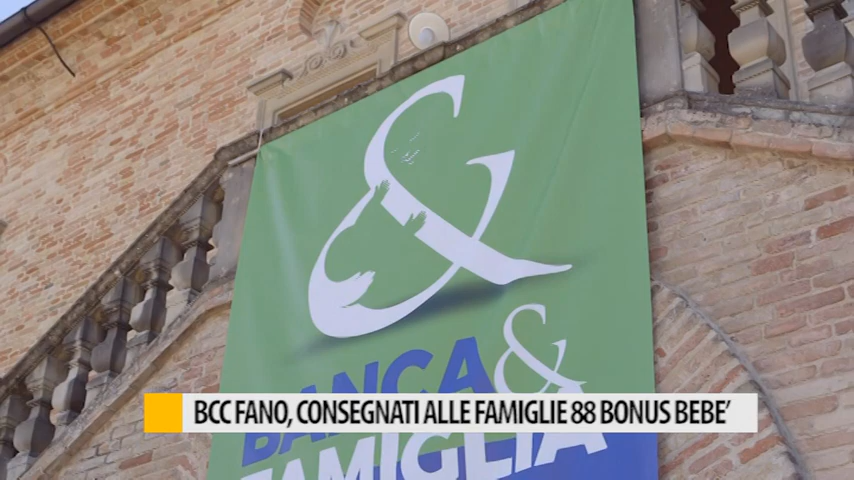 &
BANCA&
BCC FANO, CONSEGNATI ALLE FAMIGLIE 88 BONUS BEBE'
FAMIGLIA